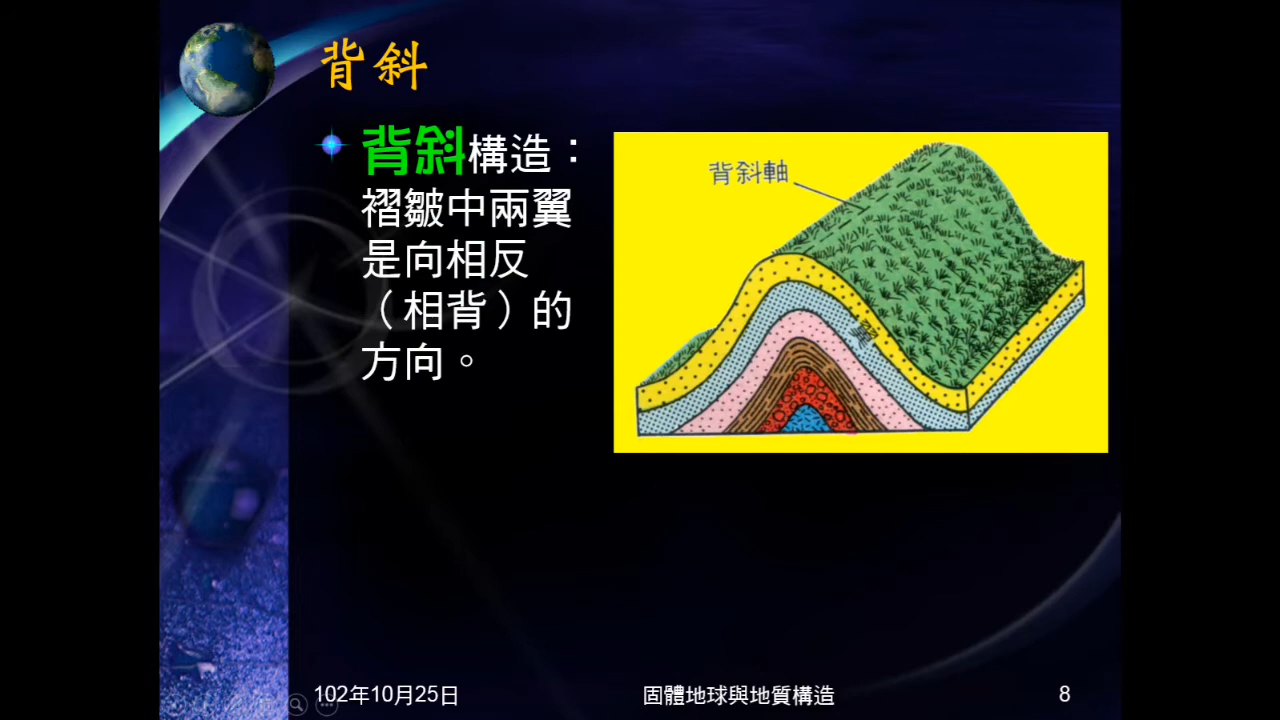 背斜
背斜構造：
褶皺中兩翼
是向相反
（相背）的
方向。
背斜軸
翼
102年10月25日
固體地球與地質構造
8